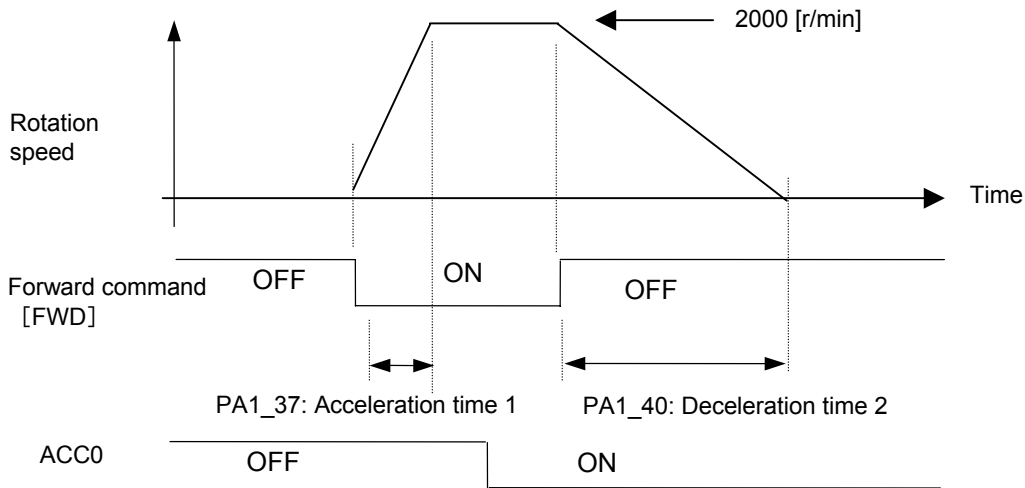 2000 [r/min]
Rotation
speed
Time
OFF
ON
OFF
Forward command
［FWD］
PA1_37: Acceleration time 1
PA1_40: Deceleration time 2
ACC0
OFF
ON